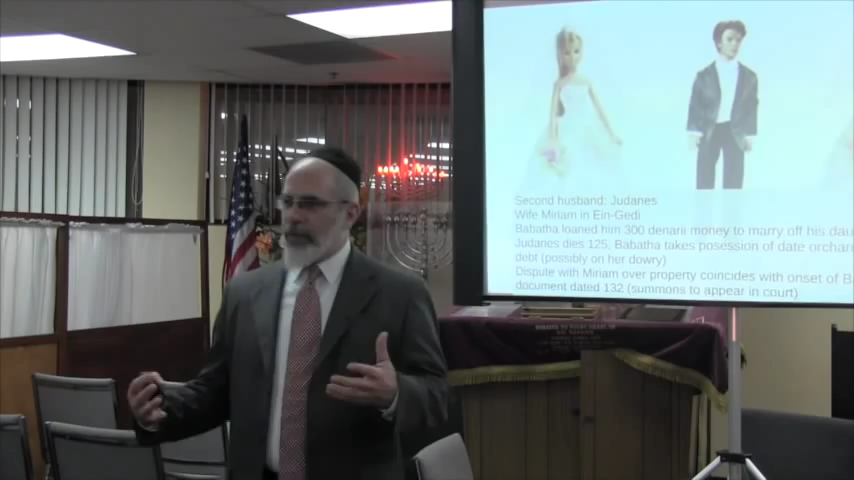 Second husband: Judanes
Wife Miriam in Ein-Gedi
Babatha loaned him 300 denarii money to marry off his dau
Judanes dies 125, Babatha takes posession of date orchar
debt (possibly on her dowry)
Dispute with Miriam over property coincides with onset of B
document dated 132 (summons to appear in court)